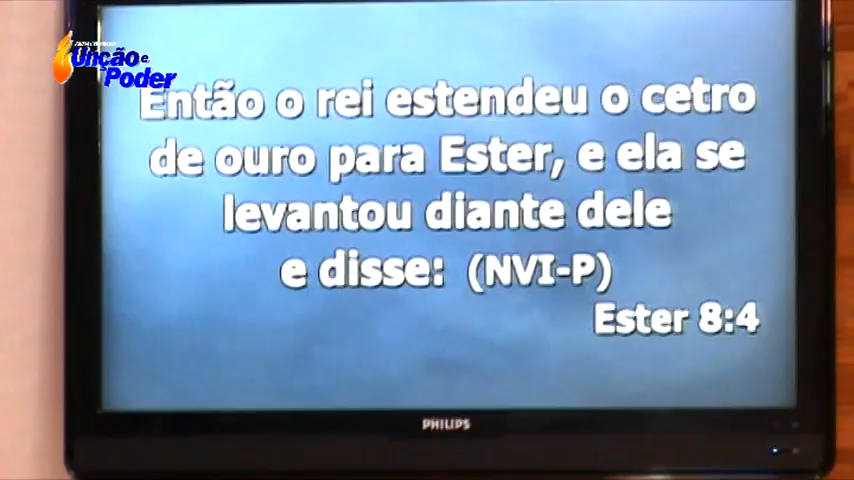 Unção e
Poder
Então o rei estendeu o cetro
de ouro para Ester, e ela se
levantou diante dele
e disse: (NVI-P)
Ester 8:4
PHILIPS